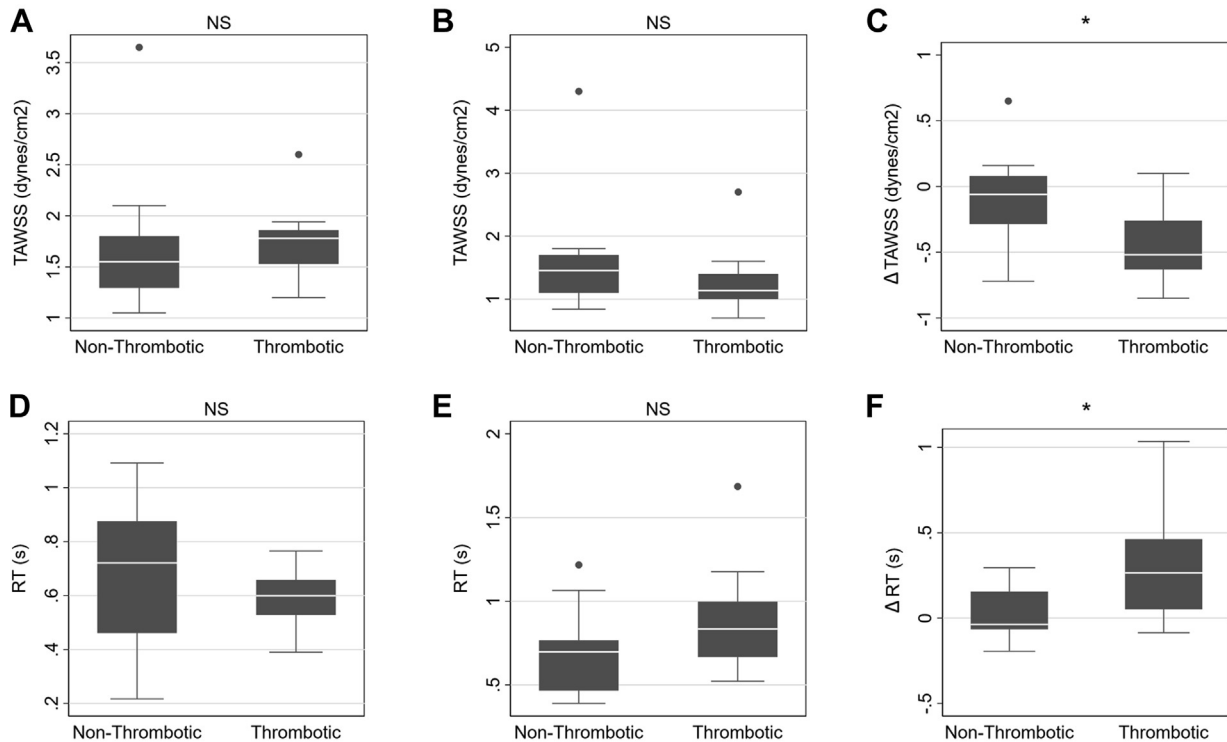 A
NS
TAWSS (dynes/cm2)
3.5
3
2.5
2
1.5
1
Non-Thrombotic Thrombotic
B
NS
TAWSS (dynes/cm2)
5
4
3
2
1
Non-Thrombotic Thrombotic
C
*
Δ TAWSS (dynes/cm2)
1
.5
0
-.5
-1
Non-Thrombotic Thrombotic
D
NS
RT (s)
1.2
1
.8
.6
.4
.2
Non-Thrombotic Thrombotic
E
NS
RT (s)
2
1.5
1
.5
Non-Thrombotic Thrombotic
F
*
Δ RT (s)
1
.5
0
-.5
Non-Thrombotic Thrombotic